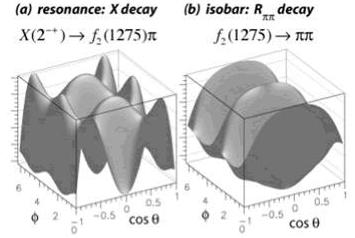 (a) resonance: X decay
X(2⁻⁺) → f₂(1275)π
(b) isobar: R_ππ decay
f₂(1275) → ππ
6
4
ϕ
2
0
-1
-0.5
0
0.5
1
cos θ
6
4
ϕ
2
0
-1
-0.5
0
0.5
1
cos θ